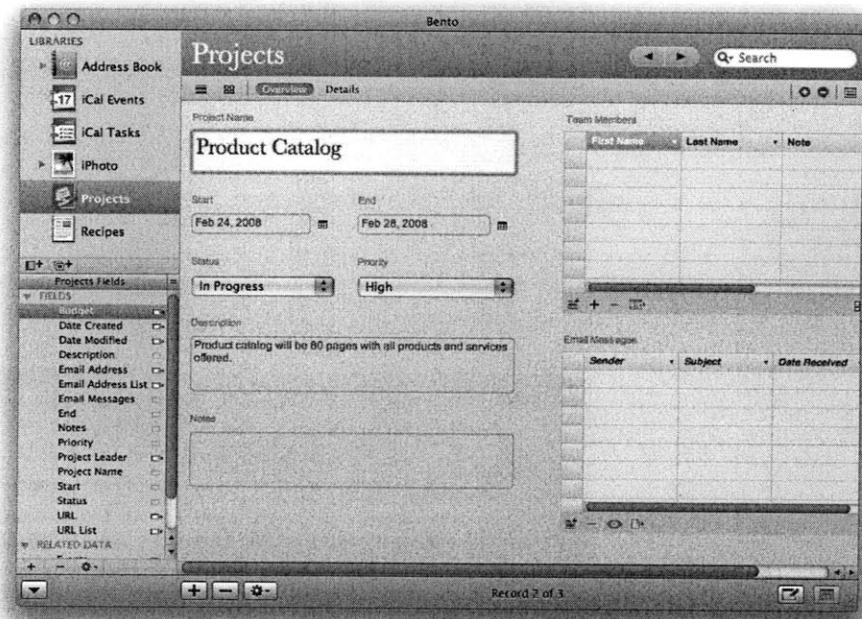 Bento
LIBRARIES
Address Book
17 iCal Events
iCal Tasks
iPhoto
Projects
Recipes
Projects Fields
FIELDS
Budget
Date Created
Date Modified
Description
Email Address
Email Address List
Email Messages
End
Notes
Priority
Project Leader
Project Name
Start
Status
URL
URL List
RELATED DATA
Projects
Search
Overview Details
Project Name
Product Catalog
Start End
Feb 24, 2008 Feb 28, 2008
Status Priority
In Progress High
Description
Product catalog will be 80 pages with all products and services
offered.
Notes
Team Members
First Name Last Name Note
Email Messages
Sender Subject Date Received
Record 2 of 3